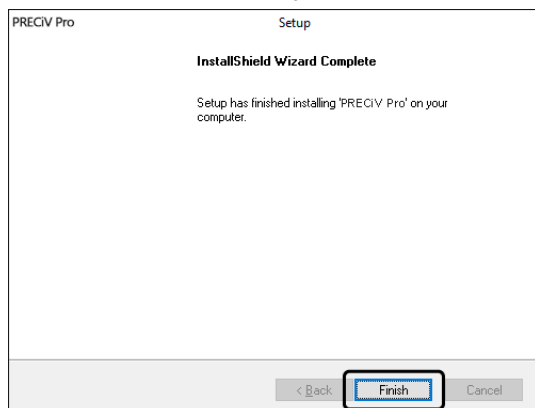 PRECiV Pro Setup
InstallShield Wizard Complete
Setup has finished installing 'PRECiV Pro' on your
computer.
< Back Finish Cancel